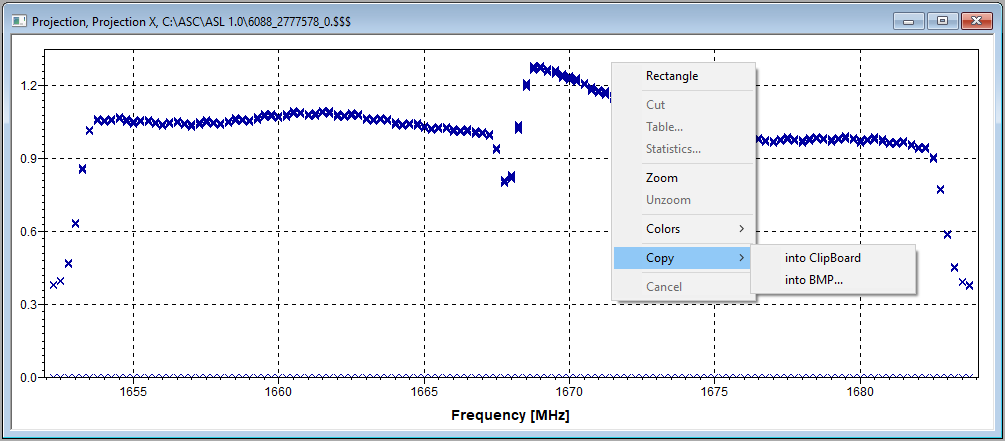 Projection, Projection X, C:\ASC\ASL 1.0\6088_2777578_0.$$$
1.2
0.9
0.6
0.3
0.0
Rectangle
Cut
Table...
Statistics...
Zoom
Unzoom
Colors
Copy
Cancel
into ClipBoard
into BMP...
1655 1660 1665 1670 1675 1680
Frequency [MHz]